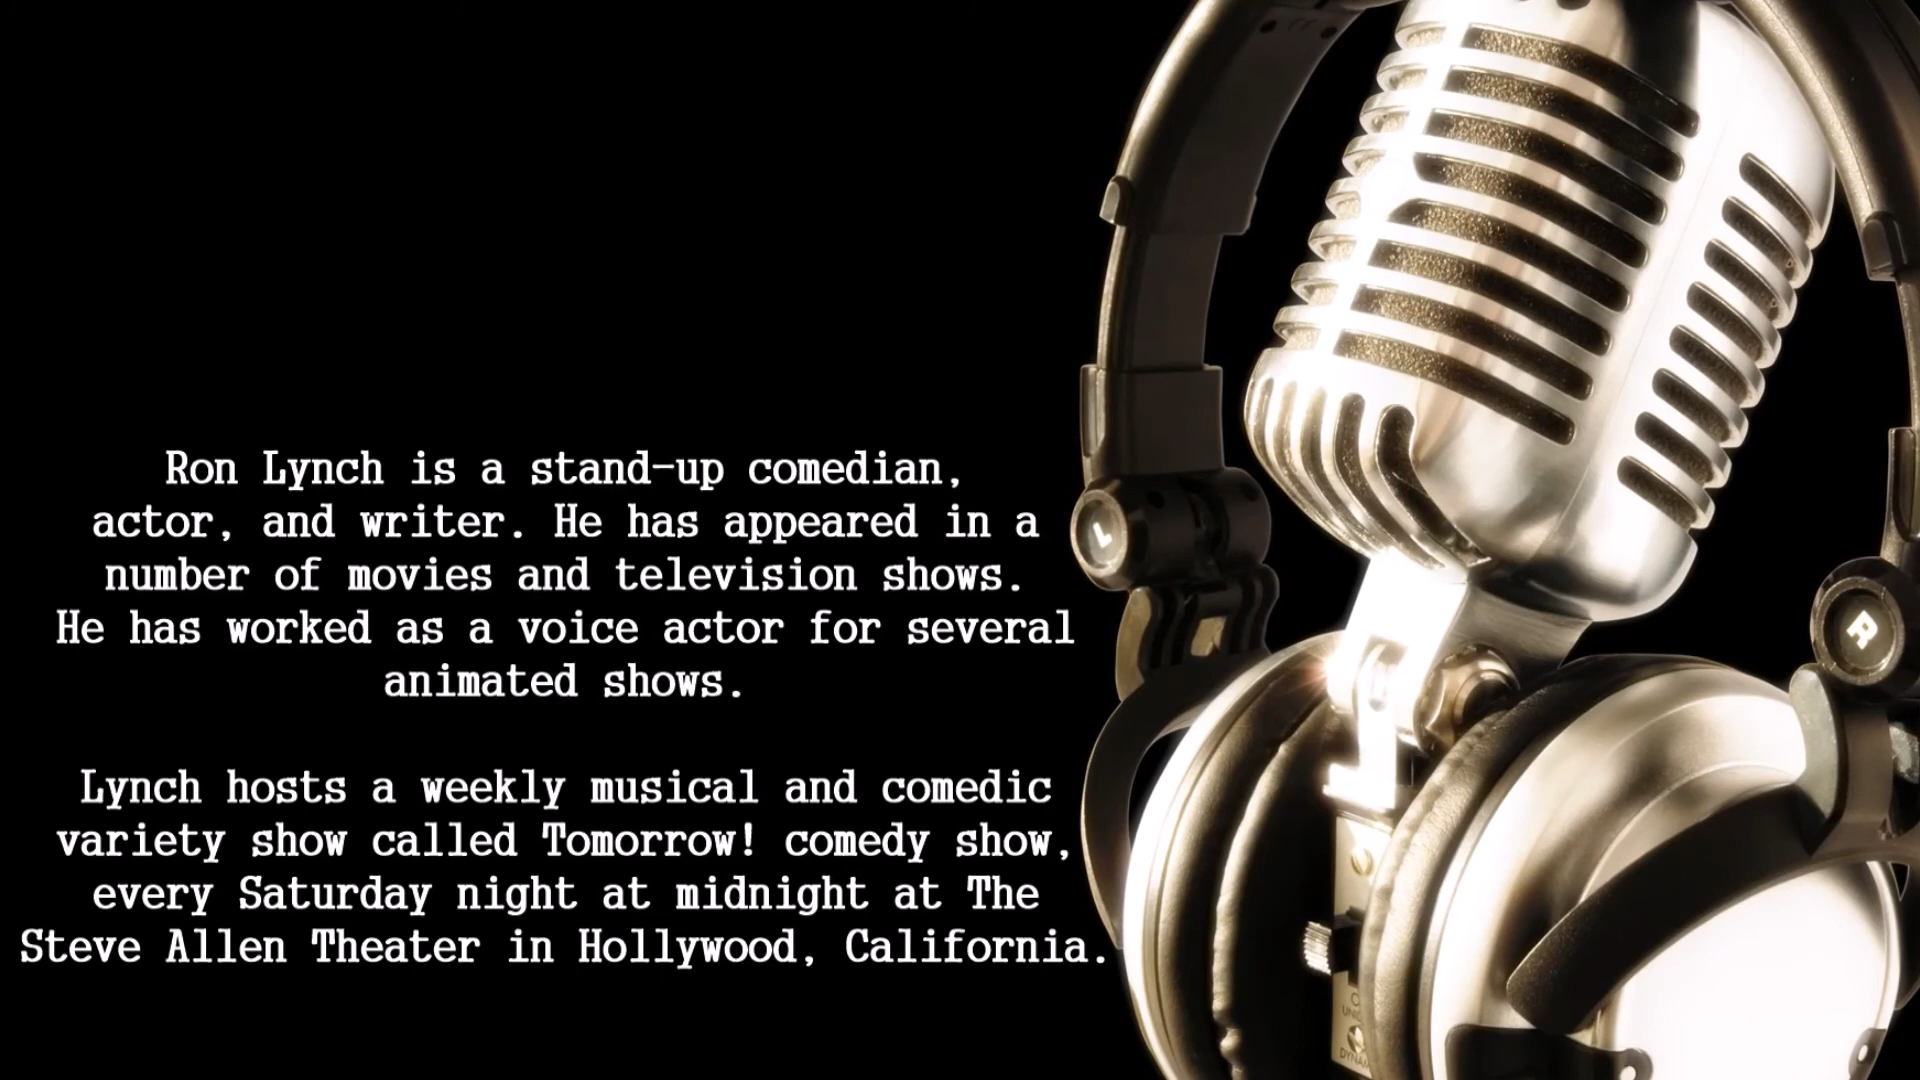 Ron Lynch is a stand-up comedian,
actor, and writer. He has appeared in a
number of movies and television shows.
He has worked as a voice actor for several
animated shows.
Lynch hosts a weekly musical and comedic
variety show called Tomorrow! comedy show,
every Saturday night at midnight at The
Steve Allen Theater in Hollywood, California.
L
R